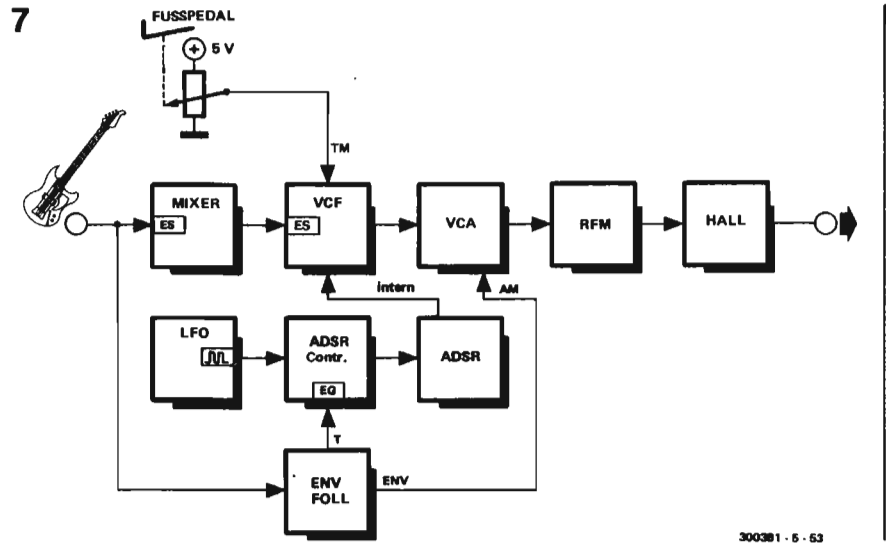 7
FUSSPEDAL
5 V
TM
MIXER
ES
VCF
ES
VCA
RFM
HALL
intern
AM
LFO
ADSR
Contr.
EG
ADSR
T
ENV
FOLL
ENV
300381 - 5 - 53